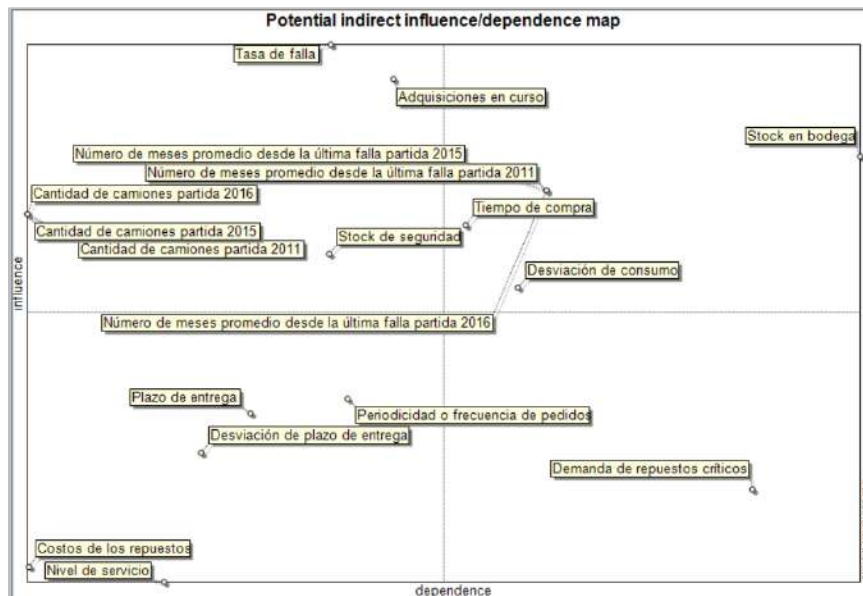 Potential indirect influence/dependence map
Tasa de falla
Adquisiciones en curso
Stock en bodega
Número de meses promedio desde la última falla partida 2015
Número de meses promedio desde la última falla partida 2011
Cantidad de camiones partida 2016
Tiempo de compra
Cantidad de camiones partida 2015
Stock de seguridad
Cantidad de camiones partida 2011
Desviación de consumo
influence
Número de meses promedio desde la última falla partida 2016
Plazo de entrega
Periodicidad o frecuencia de pedidos
Desviación de plazo de entrega
Demanda de repuestos críticos
Costos de los repuestos
Nivel de servicio
dependence